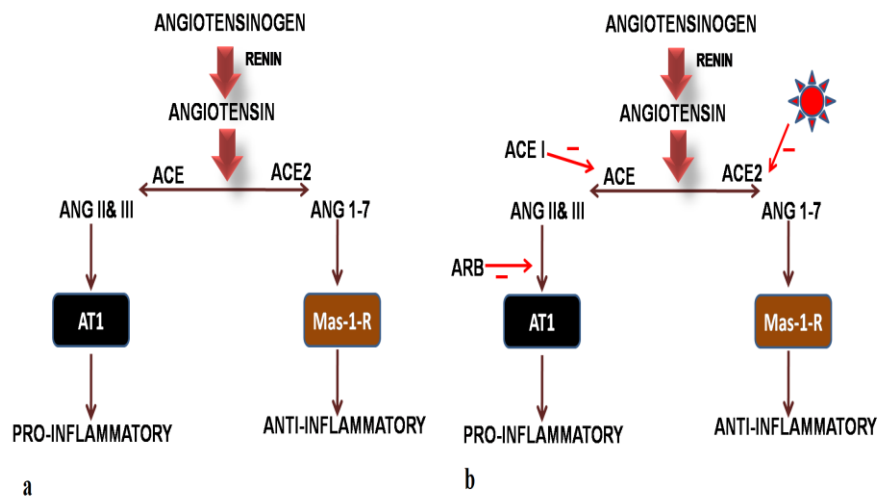 ANGIOTENSINOGEN
RENIN
ANGIOTENSIN
ACE
ACE2
ANG II& III
ANG 1-7
AT1
Mas-1-R
PRO-INFLAMMATORY
ANTI-INFLAMMATORY
a
ANGIOTENSINOGEN
RENIN
ANGIOTENSIN
ACE I
–
ACE
ACE2
–
ANG II& III
ANG 1-7
ARB
–
AT1
Mas-1-R
PRO-INFLAMMATORY
ANTI-INFLAMMATORY
b